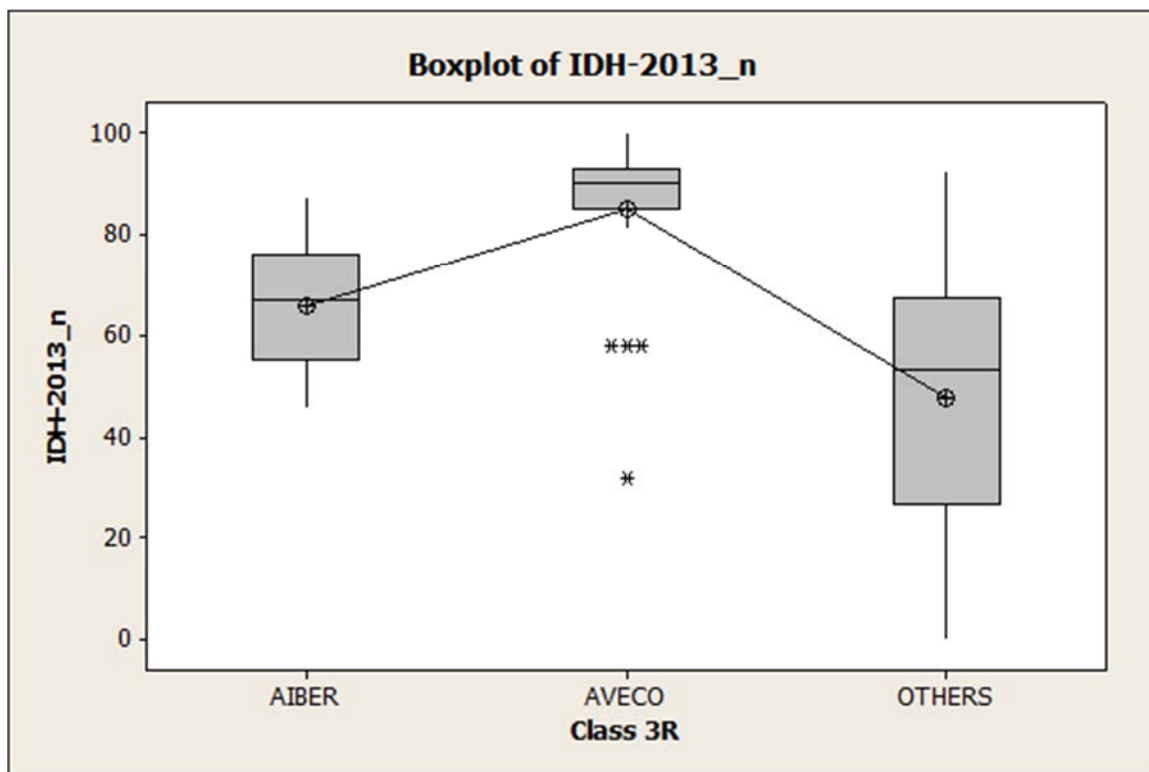 Boxplot of IDH-2013_n
100
80
60
40
20
0
IDH-2013_n
AIBER AVECO OTHERS
Class 3R